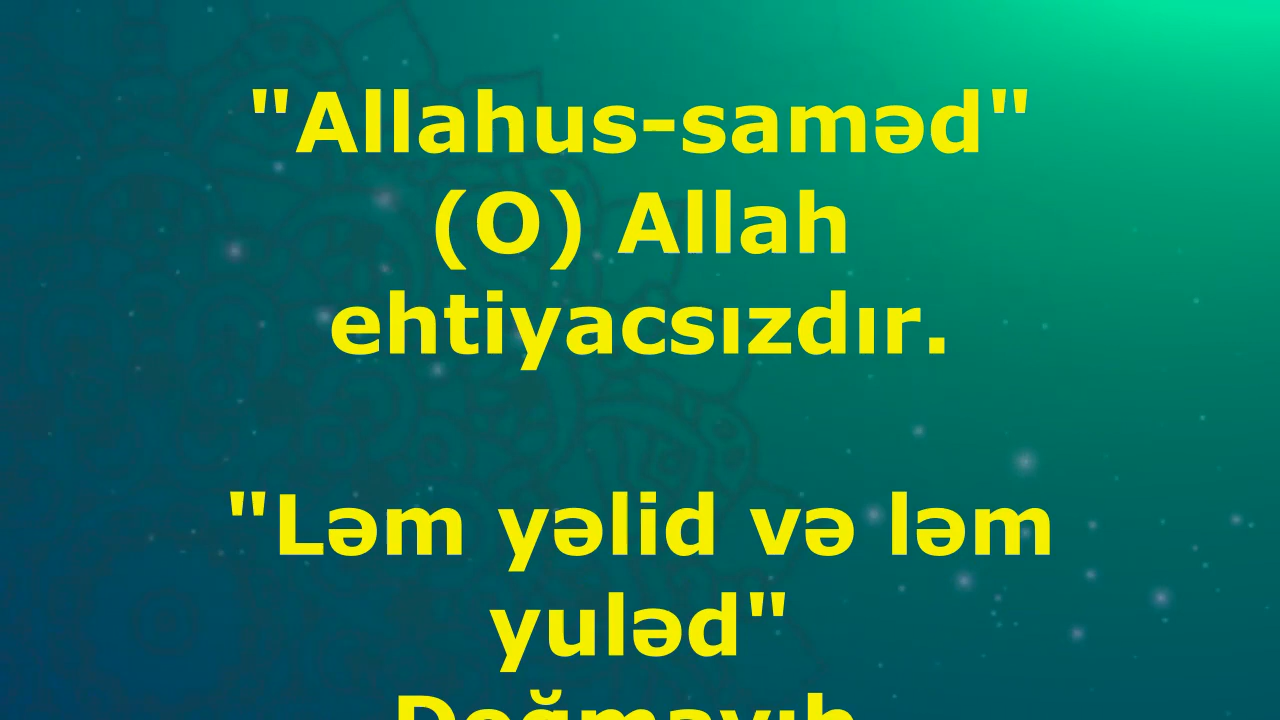 "Allahus-saməd"
(O) Allah
ehtiyacsızdır.
"Ləm yəlid və ləm
yuləd"
Doğmayıb,